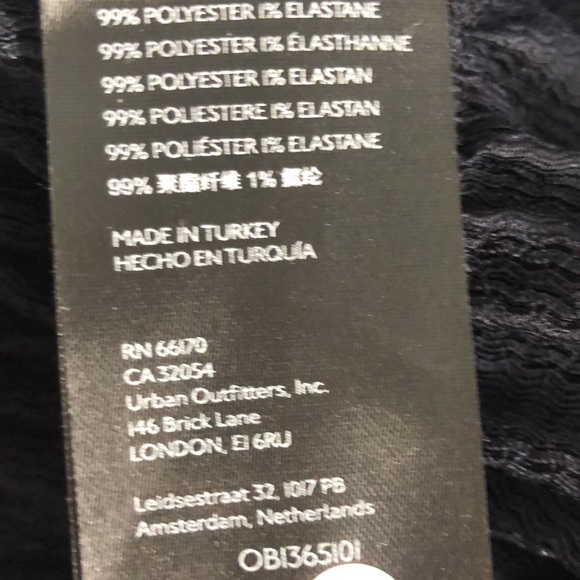 99% POLYESTER 1% ELASTANE
99% POLYESTER 1% ÉLASTHANNE
99% POLYESTER 1% ELASTAN
99% POLIESTERE 1% ELASTAN
99% POLIÉSTER 1% ELASTANE
99% 聚酯纤维 1% 氨纶
MADE IN TURKEY
HECHO EN TURQUÍA
RN 66170
CA 32054
Urban Outfitters, Inc.
146 Brick Lane
LONDON, E1 6RU
Leidsestraat 32, 1017 PB
Amsterdam, Netherlands
OB1365101